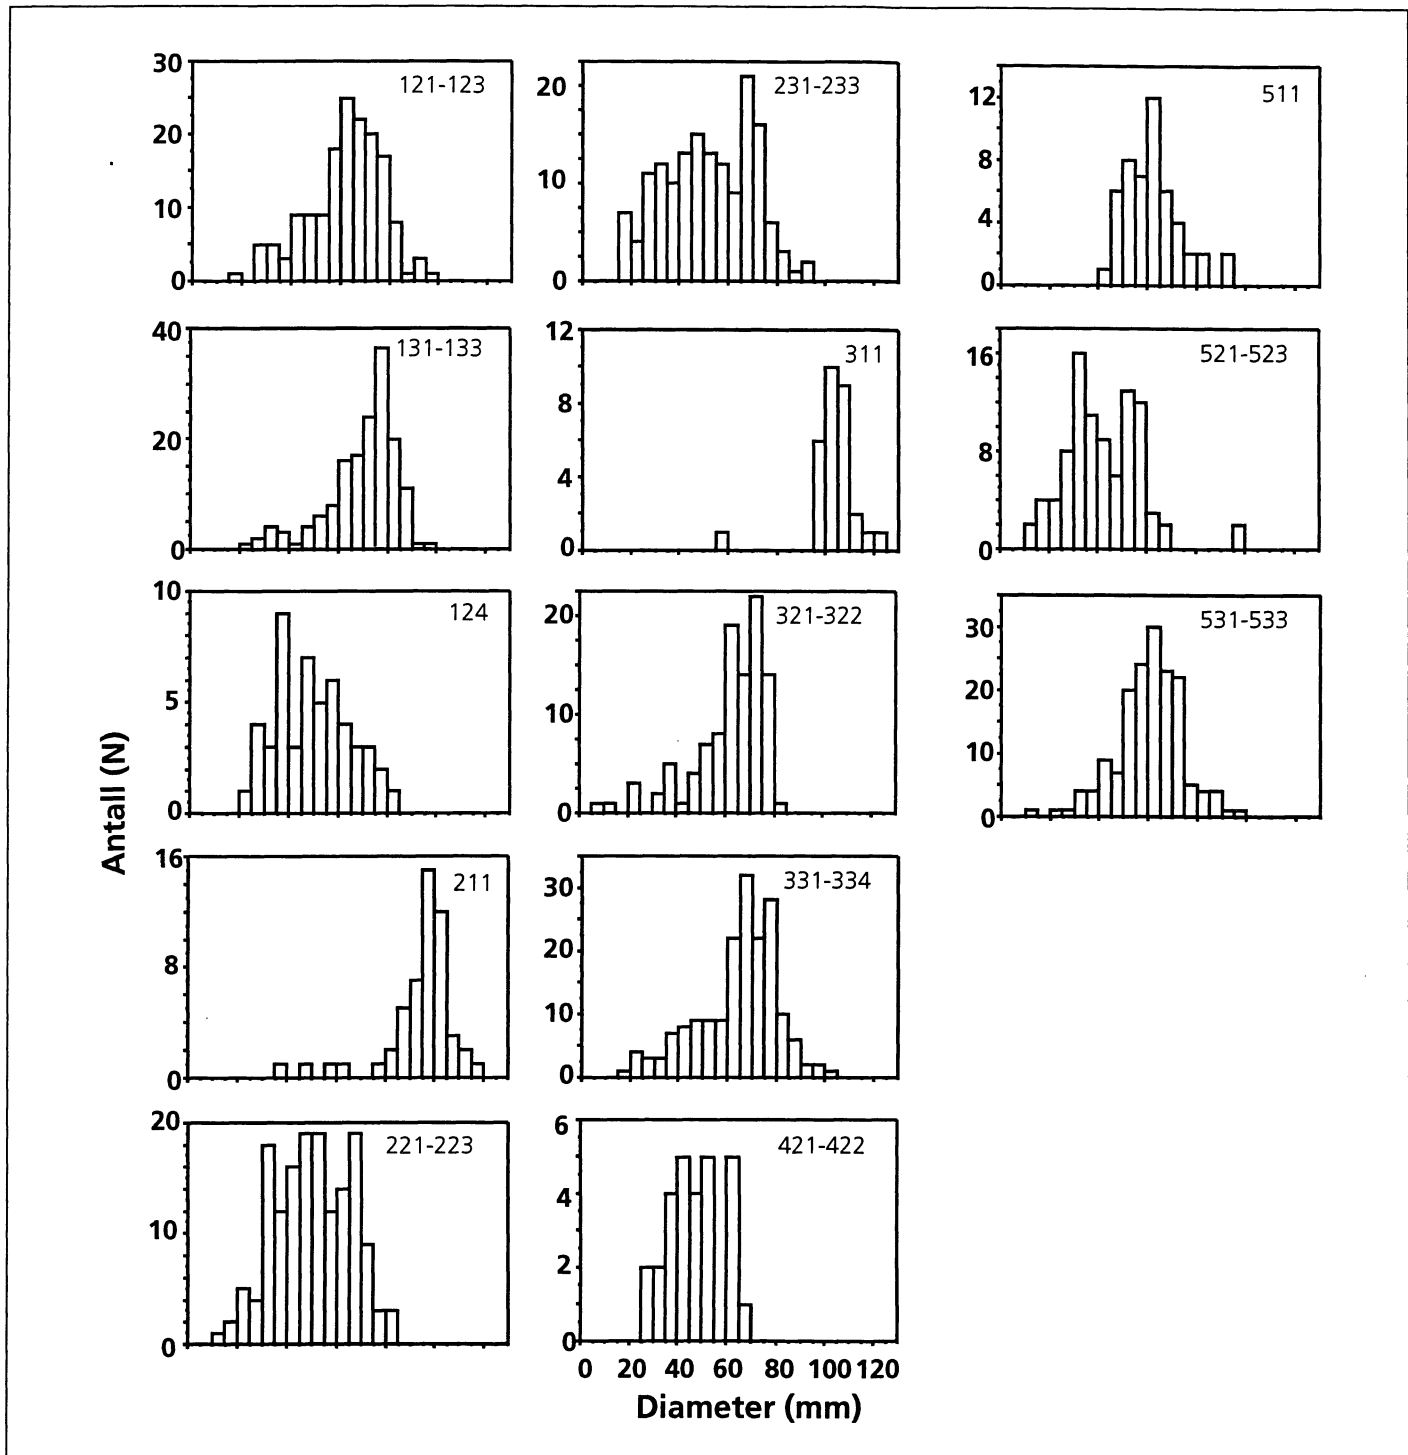 30 20 10 0 121-123
20 10 0 231-233
12 8 4 0 511
40 20 0 131-133
12 8 4 0 311
16 8 0 521-523
10 5 0 124
20 10 0 321-322
30 20 10 0 531-533
16 8 0 211
30 20 10 0 331-334
20 10 0 221-223
6 4 2 0 421-422
0 20 40 60 80 100 120
Antall (N)
Diameter (mm)